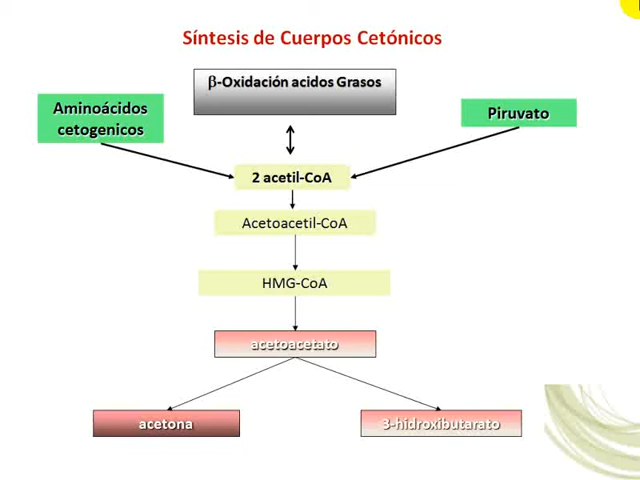 Síntesis de Cuerpos Cetónicos
β-Oxidación acidos Grasos
Aminoácidos
cetogenicos
Piruvato
2 acetil-CoA
Acetoacetil-CoA
HMG-CoA
acetoacetato
acetona
3-hidroxibutarato